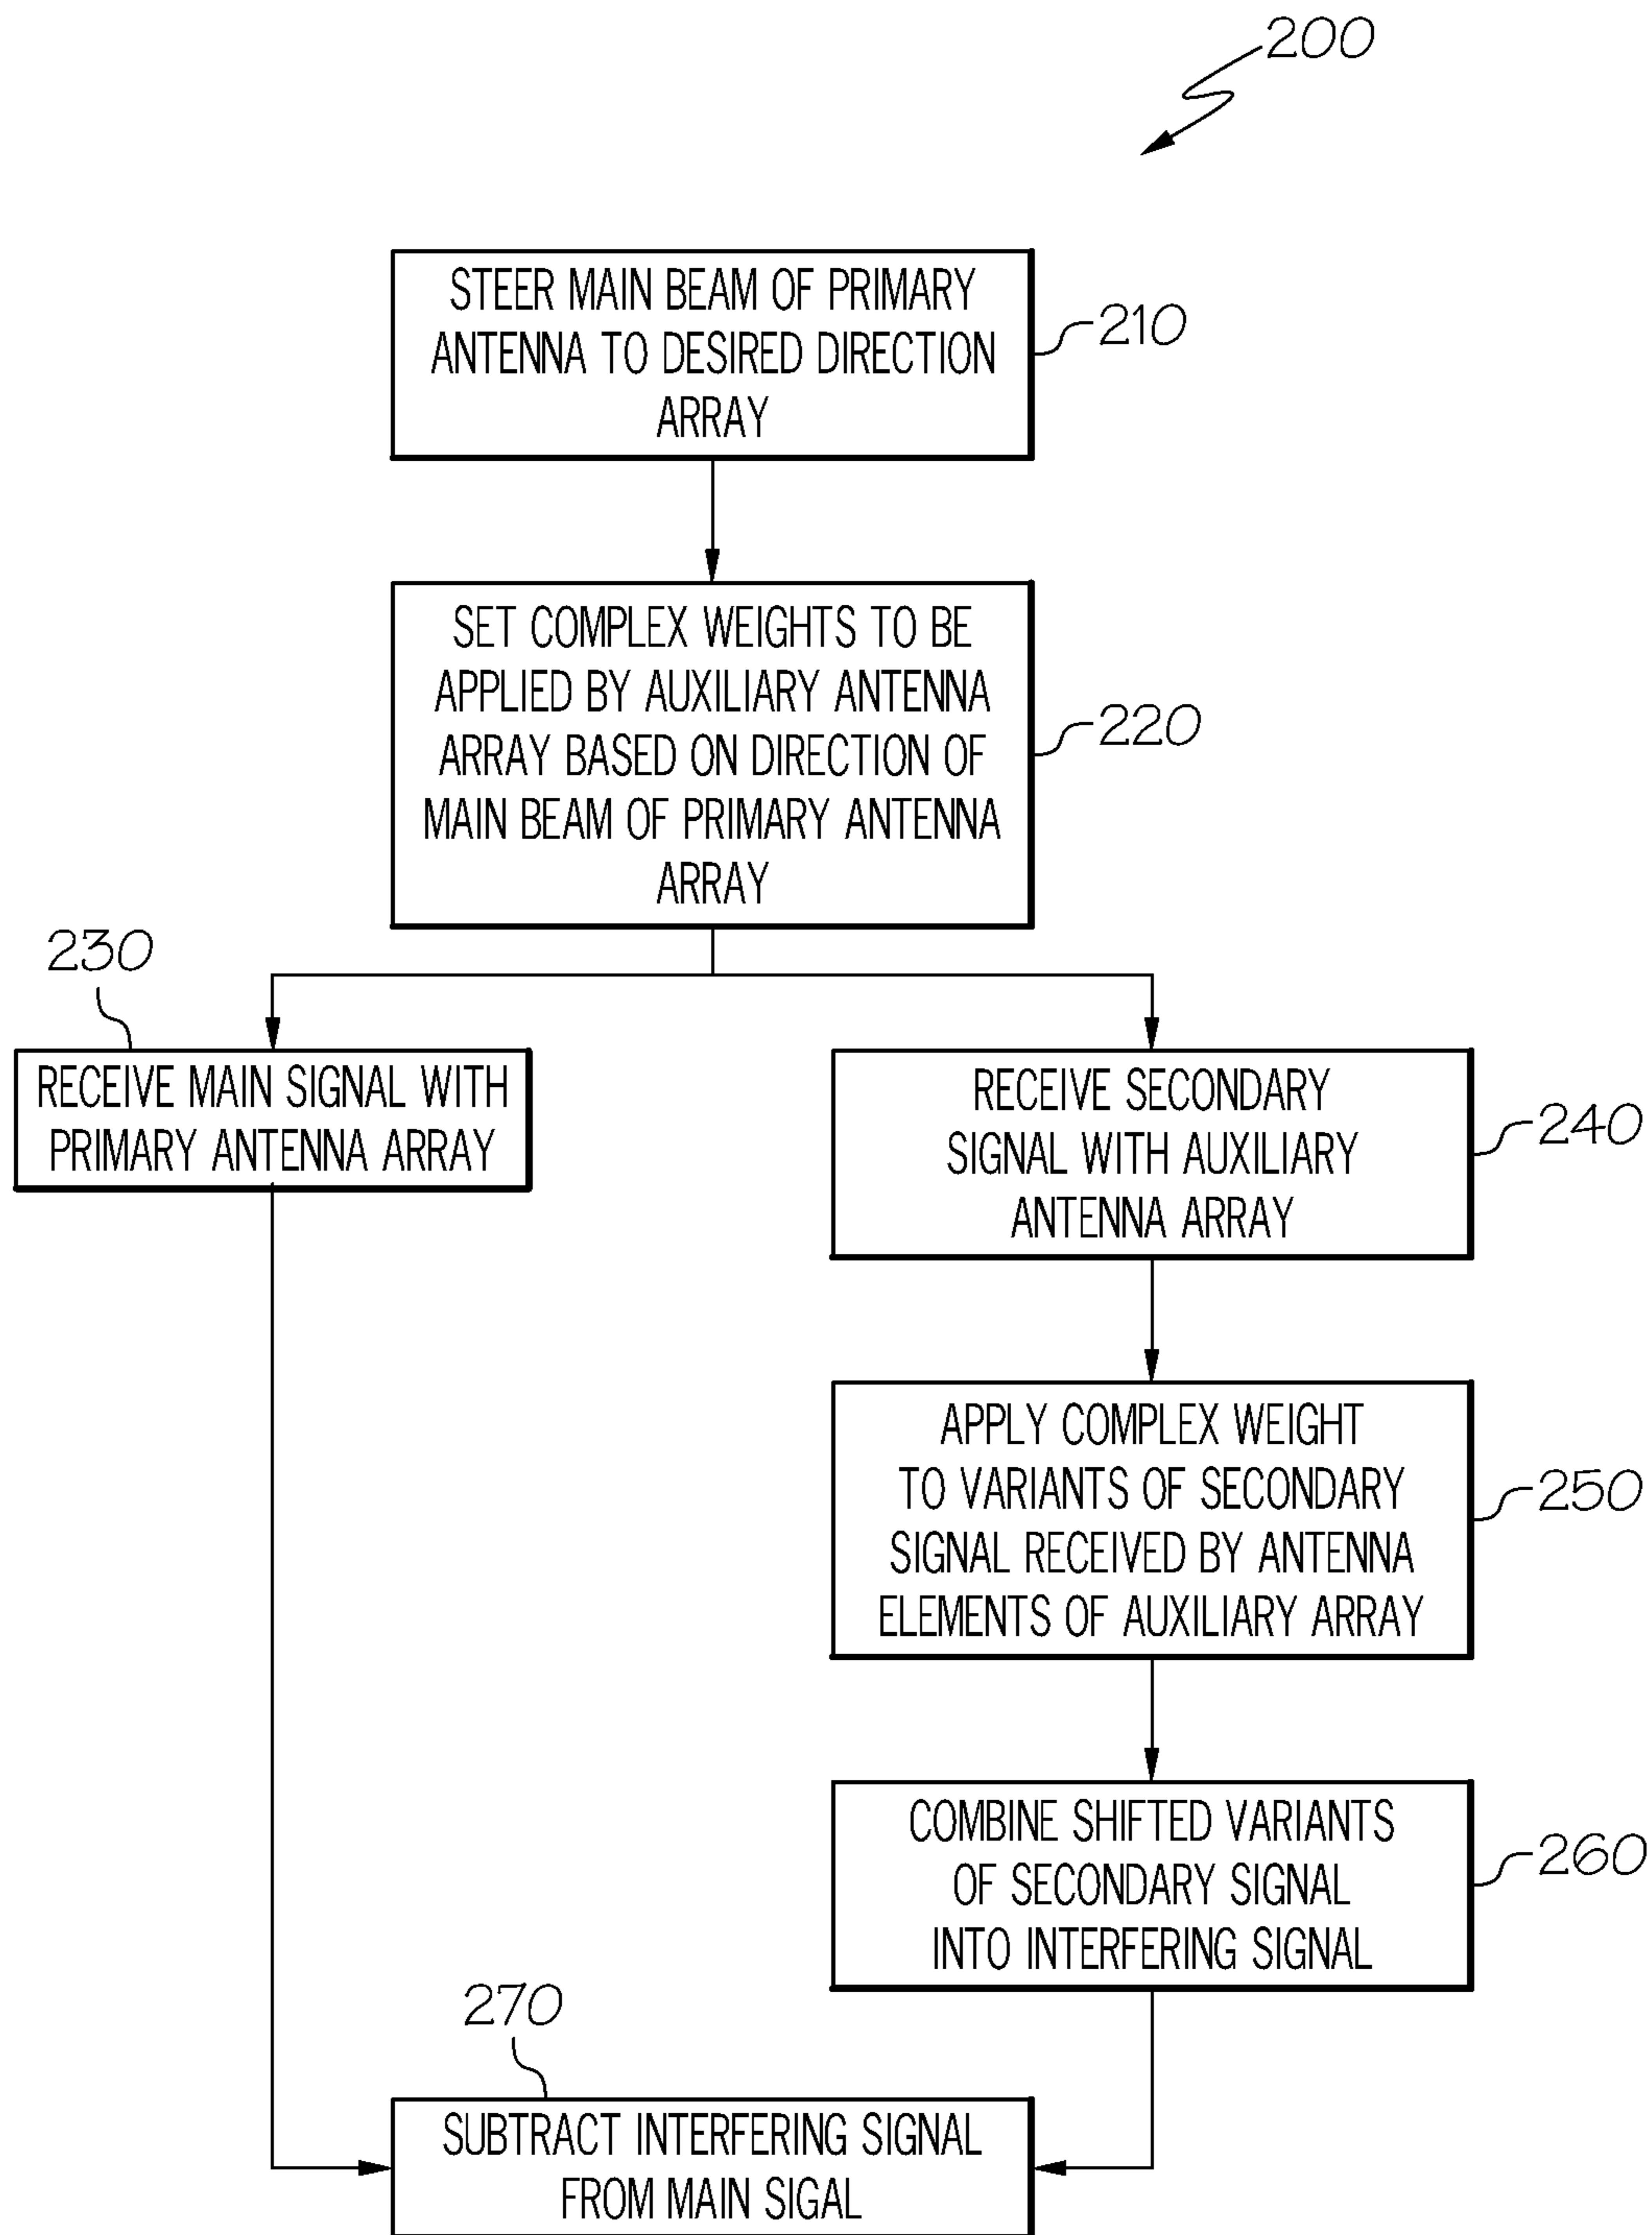 200
STEER MAIN BEAM OF PRIMARY
ANTENNA TO DESIRED DIRECTION
ARRAY
210
SET COMPLEX WEIGHTS TO BE
APPLIED BY AUXILIARY ANTENNA
ARRAY BASED ON DIRECTION OF
MAIN BEAM OF PRIMARY ANTENNA
ARRAY
220
230
RECEIVE MAIN SIGNAL WITH
PRIMARY ANTENNA ARRAY
RECEIVE SECONDARY
SIGNAL WITH AUXILIARY
ANTENNA ARRAY
240
APPLY COMPLEX WEIGHT
TO VARIANTS OF SECONDARY
SIGNAL RECEIVED BY ANTENNA
ELEMENTS OF AUXILIARY ARRAY
250
COMBINE SHIFTED VARIANTS
OF SECONDARY SIGNAL
INTO INTERFERING SIGNAL
260
270
SUBTRACT INTERFERING SIGNAL
FROM MAIN SIGAL